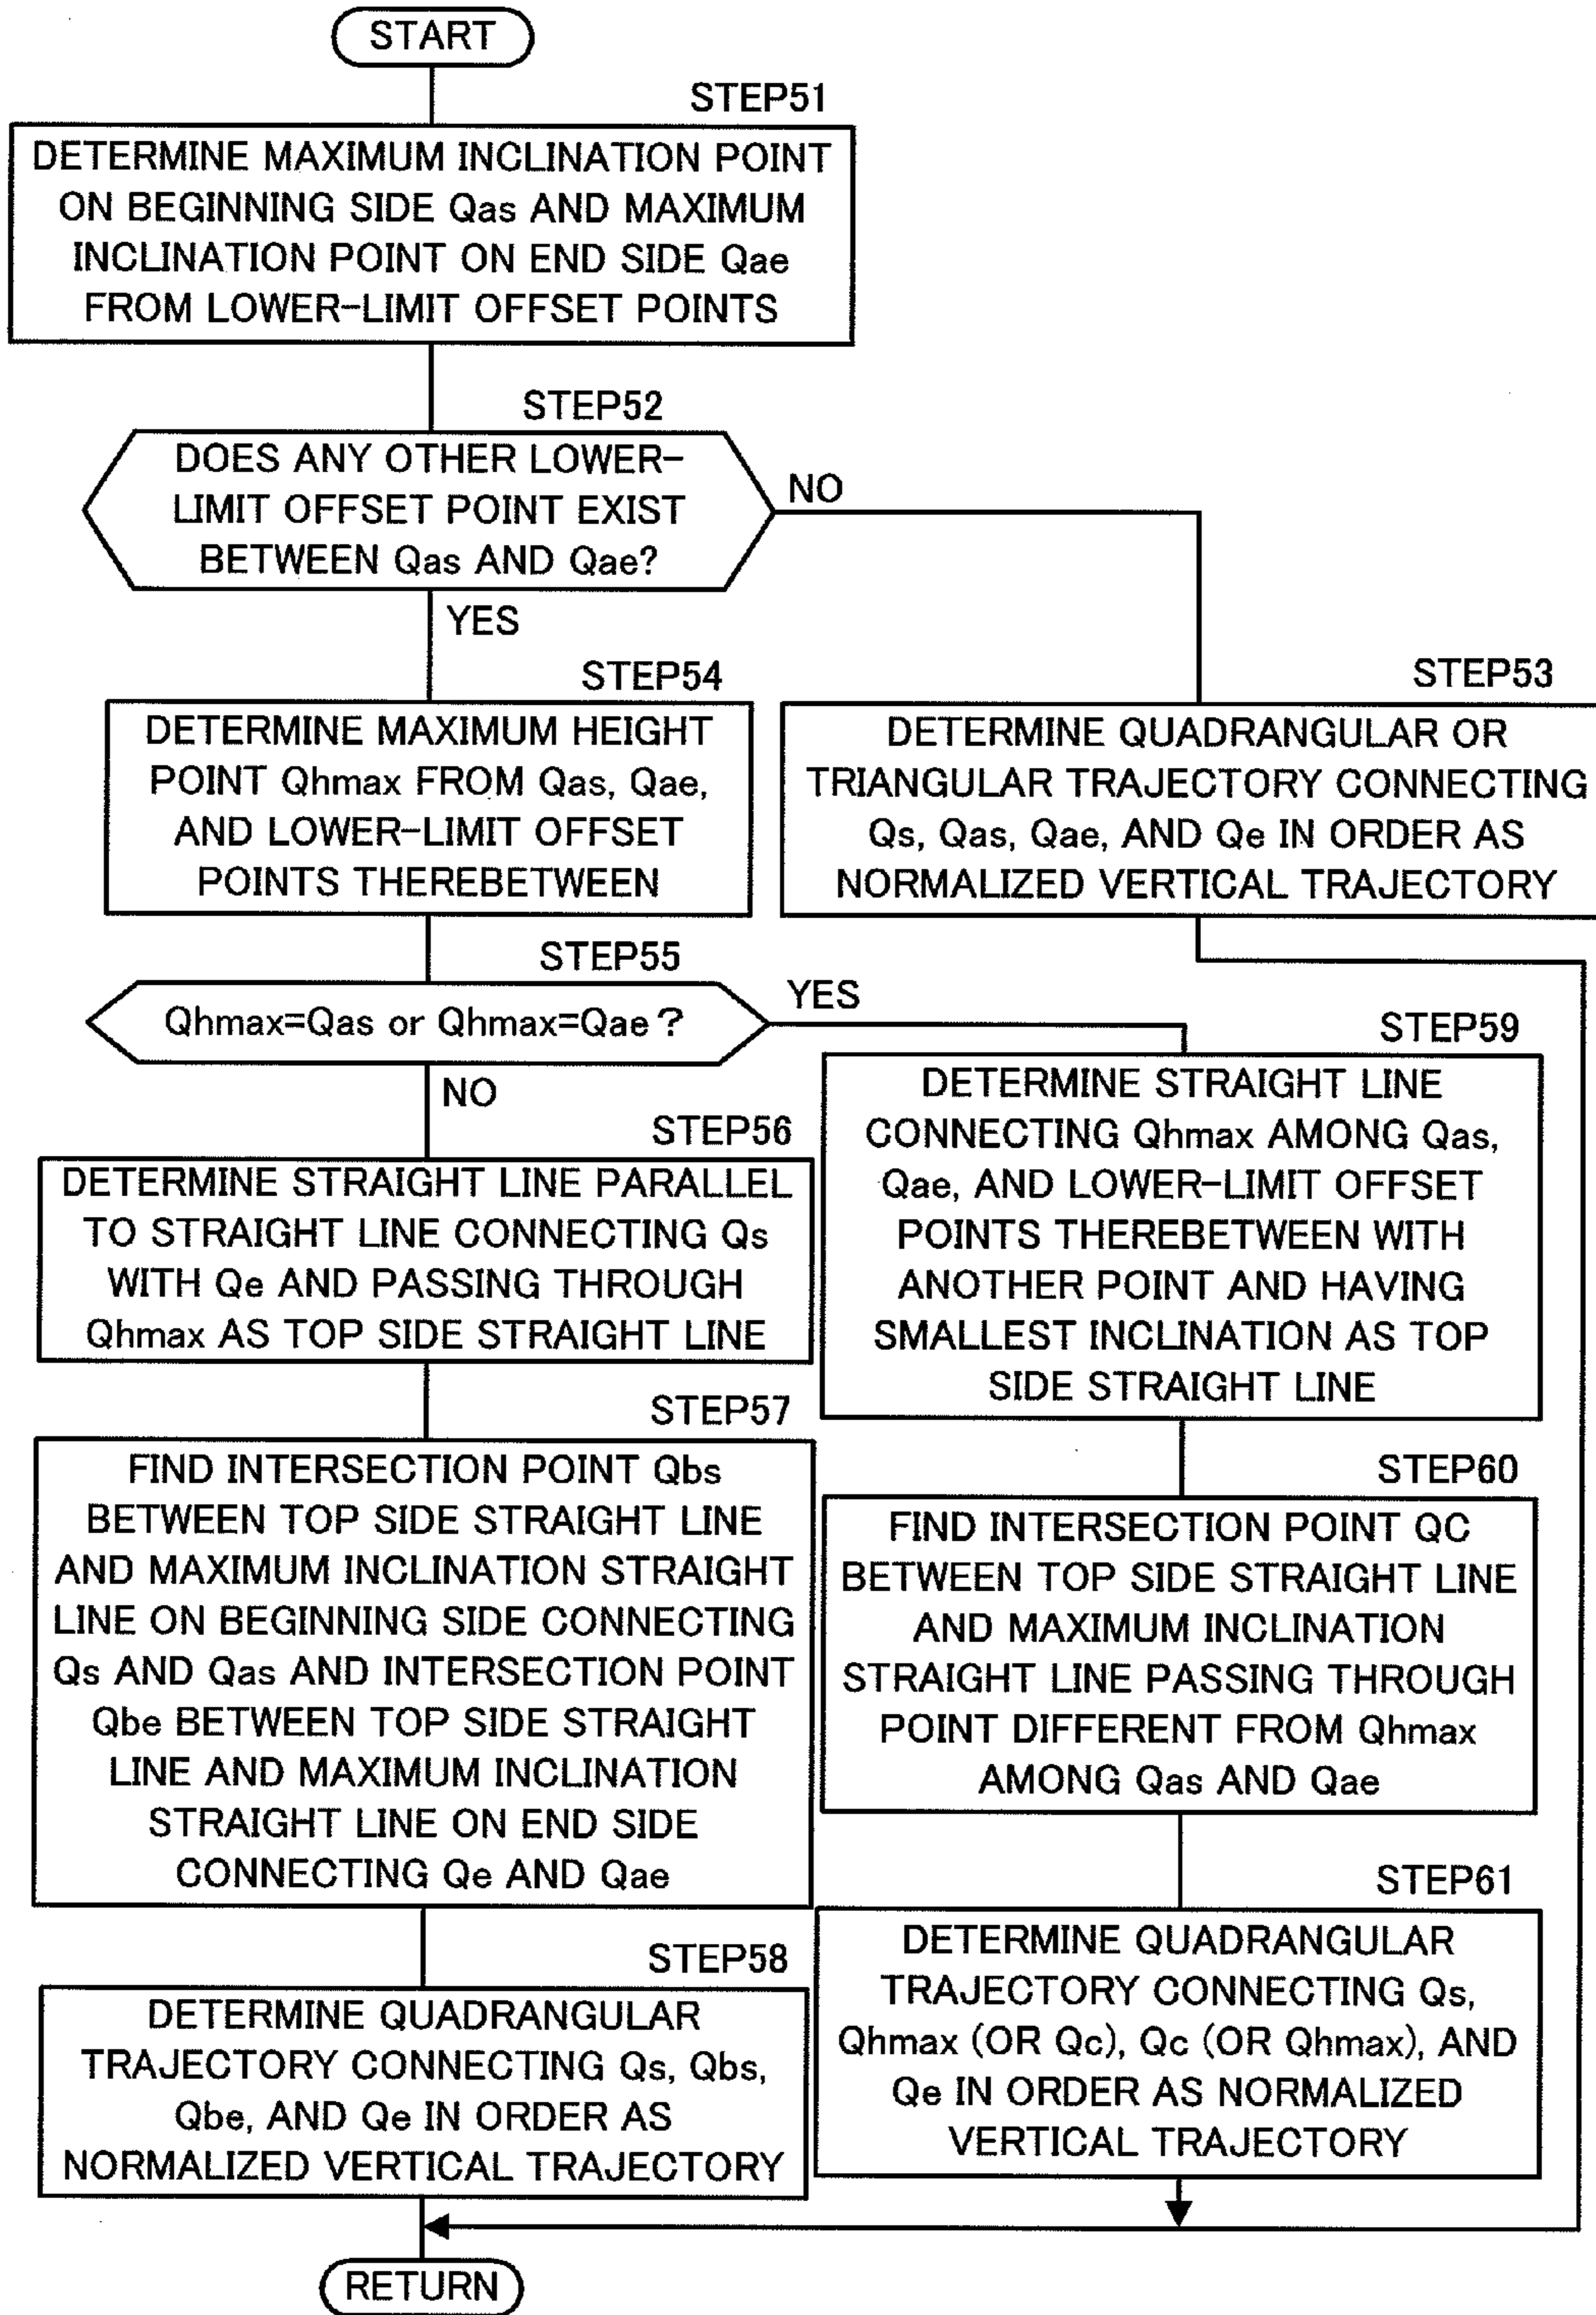 START
STEP51
DETERMINE MAXIMUM INCLINATION POINT
ON BEGINNING SIDE Qas AND MAXIMUM
INCLINATION POINT ON END SIDE Qae
FROM LOWER-LIMIT OFFSET POINTS
STEP52
DOES ANY OTHER LOWER-
LIMIT OFFSET POINT EXIST
BETWEEN Qas AND Qae?
NO
YES
STEP53
DETERMINE QUADRANGULAR OR
TRIANGULAR TRAJECTORY CONNECTING
Qs, Qas, Qae, AND Qe IN ORDER AS
NORMALIZED VERTICAL TRAJECTORY
STEP54
DETERMINE MAXIMUM HEIGHT
POINT Qhmax FROM Qas, Qae,
AND LOWER-LIMIT OFFSET
POINTS THEREBETWEEN
STEP55
Qhmax=Qas or Qhmax=Qae?
YES
NO
STEP56
DETERMINE STRAIGHT LINE PARALLEL
TO STRAIGHT LINE CONNECTING Qs
WITH Qe AND PASSING THROUGH
Qhmax AS TOP SIDE STRAIGHT LINE
STEP57
FIND INTERSECTION POINT Qbs
BETWEEN TOP SIDE STRAIGHT LINE
AND MAXIMUM INCLINATION STRAIGHT
LINE ON BEGINNING SIDE CONNECTING
Qs AND Qas AND INTERSECTION POINT
Qbe BETWEEN TOP SIDE STRAIGHT
LINE AND MAXIMUM INCLINATION
STRAIGHT LINE ON END SIDE
CONNECTING Qe AND Qae
STEP58
DETERMINE QUADRANGULAR
TRAJECTORY CONNECTING Qs, Qbs,
Qbe, AND Qe IN ORDER AS
NORMALIZED VERTICAL TRAJECTORY
STEP59
DETERMINE STRAIGHT LINE
CONNECTING Qhmax AMONG Qas,
Qae, AND LOWER-LIMIT OFFSET
POINTS THEREBETWEEN WITH
ANOTHER POINT AND HAVING
SMALLEST INCLINATION AS TOP
SIDE STRAIGHT LINE
STEP60
FIND INTERSECTION POINT QC
BETWEEN TOP SIDE STRAIGHT LINE
AND MAXIMUM INCLINATION
STRAIGHT LINE PASSING THROUGH
POINT DIFFERENT FROM Qhmax
AMONG Qas AND Qae
STEP61
DETERMINE QUADRANGULAR
TRAJECTORY CONNECTING Qs,
Qhmax (OR Qc), Qc (OR Qhmax), AND
Qe IN ORDER AS NORMALIZED
VERTICAL TRAJECTORY
RETURN